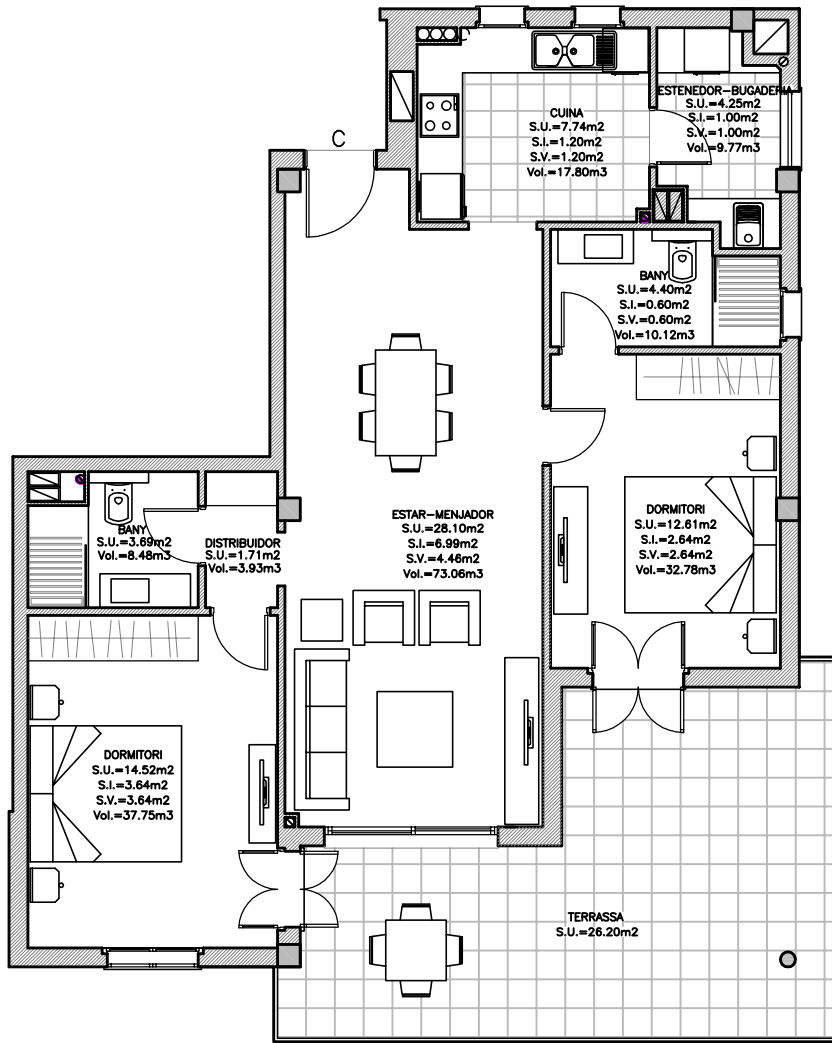 C
CUINA
S.U.=7.74m2
S.I.=1.20m2
S.V.=1.20m2
Vol.=17.80m3
ESTENEDOR-BUGADERIA
S.U.=4.25m2
S.I.=1.00m2
S.V.=1.00m2
Vol.=9.77m3
BANY
S.U.=4.40m2
S.I.=0.60m2
S.V.=0.60m2
Vol.=10.12m3
ESTAR-MENJADOR
S.U.=28.10m2
S.I.=6.99m2
S.V.=4.46m2
Vol.=73.06m3
DORMITORI
S.U.=12.61m2
S.I.=2.64m2
S.V.=2.64m2
Vol.=32.78m3
BANY
S.U.=3.69m2
Vol.=8.48m3
DISTRIBUIDOR
S.U.=1.71m2
Vol.=3.93m3
DORMITORI
S.U.=14.52m2
S.I.=3.64m2
S.V.=3.64m2
Vol.=37.75m3
TERRASSA
S.U.=26.20m2